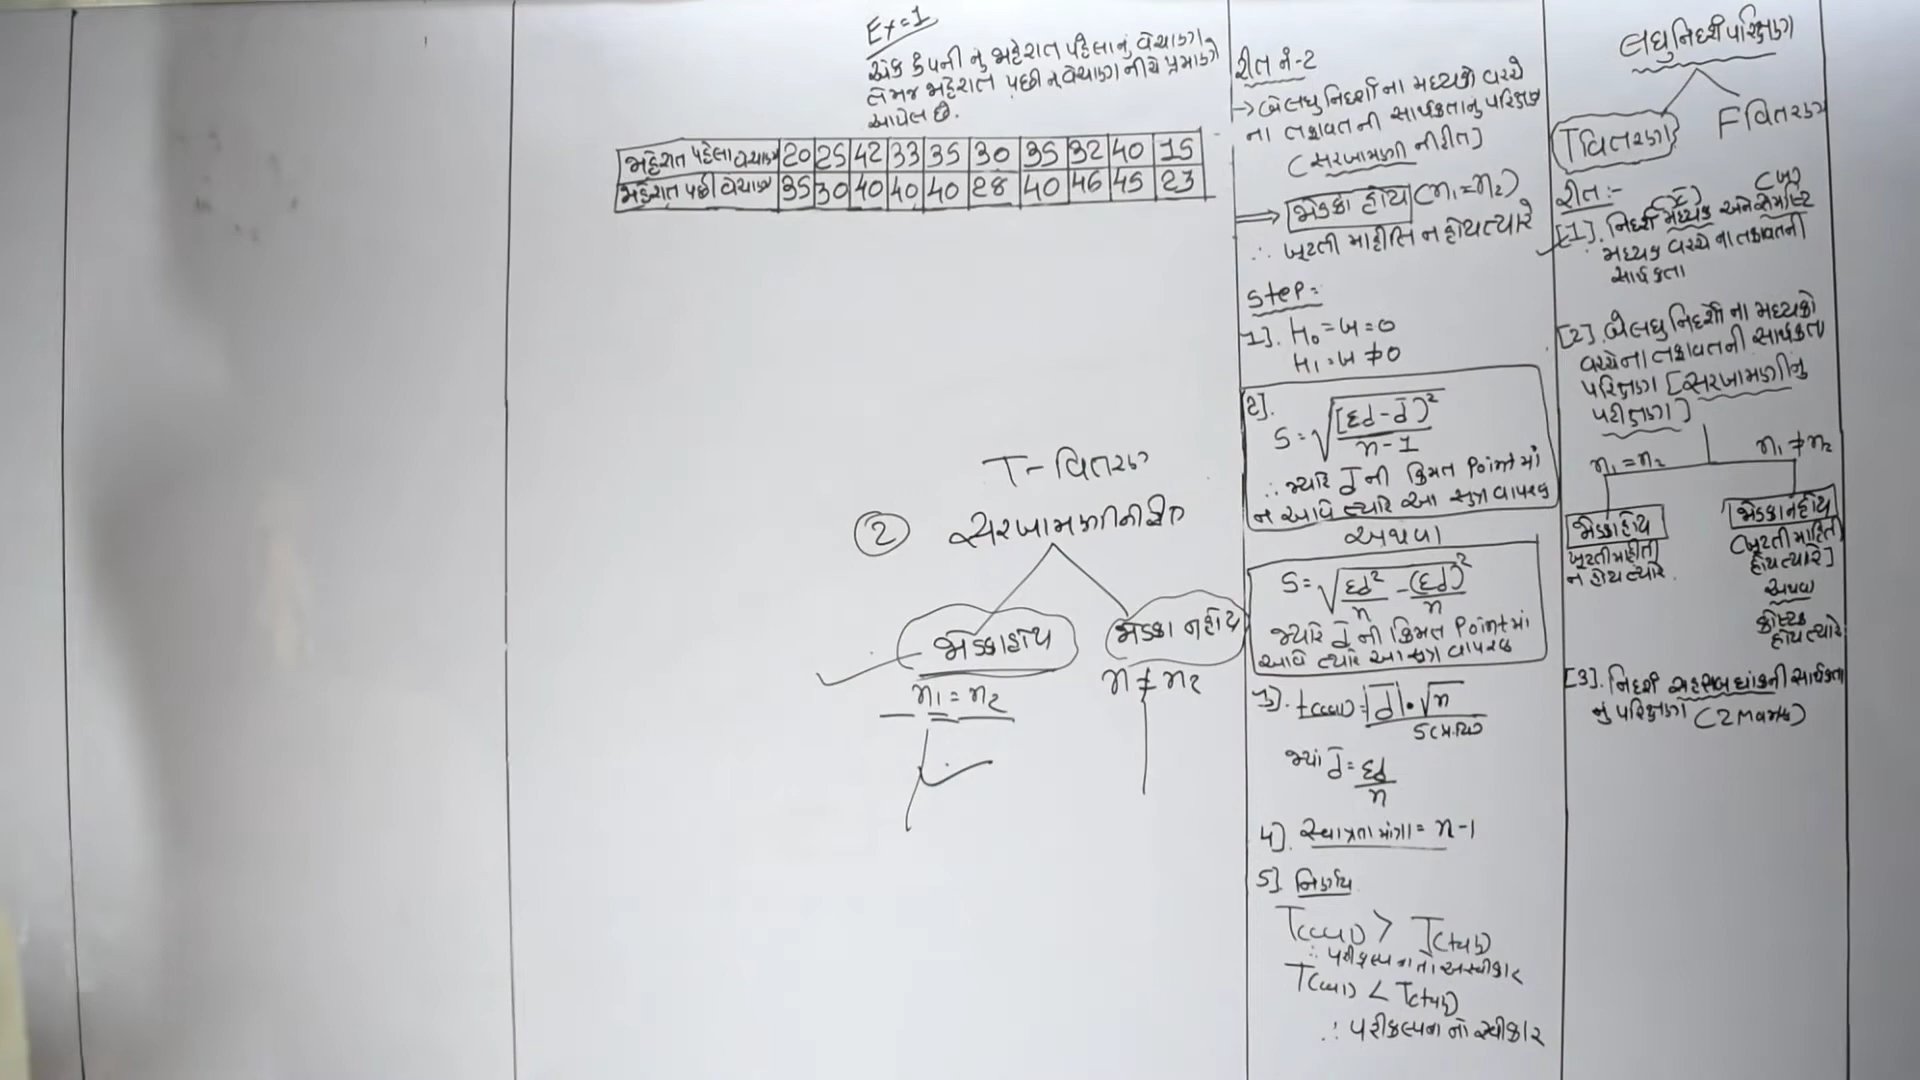 Ex=1
એક કંપની નું જાહેરાત પહેલાનું વેચાણ
તેમજ જાહેરાત પછીનું વેચાણ નીચે પ્રમાણે
આપેલ છે.
જાહેરાત પહેલા વેચાણ 20 25 42 33 35 30 35 32 40 15
જાહેરાત પછી વેચાણ 35 30 40 40 40 28 40 46 45 23
T- વિતરણ
② સરખામણીની રીત
જોડકા હોય
જોડકા ન હોય
n1 = n2
n ≠ n2
રીત નં-2
→ બે લઘુ નિદર્શોના મધ્યકો વચ્ચે
ના તફાવતની સાર્થકતાનું પરિક્ષણ
(સરખામણી ની રીત]
⇒ જોડકા હોય (n1=n2)
∴ ખૂટતી માહીતિ ન હોય ત્યારે
Step=
1]. H0 = μ = 0
H1 = μ ≠ 0
2].
S = √[Σd - d̄)² / n-1
∴ જ્યારે d̄ ની કિંમત Point માં
ન આવે ત્યારે આ સુત્ર વાપરવું
અથવા
S = √Σd²/n - (Σd)²/n
જ્યારે d̄ ની કિંમત Point માં
આવે ત્યારે આ સુત્ર વાપરવું
3]. t(cal) = |d̄| · √n / S
જ્યાં d̄ = Σd / n
4]. સ્વાત્રતા માત્રા = n-1
5] નિર્ણય
T(cal) > T(tab)
∴ પરીકલ્પનાનો અસ્વીકાર
T(cal) < T(tab)
∴ પરીકલ્પના નો સ્વીકાર
લઘુ નિદર્શ પરિક્ષણ
T વિતરણ
F વિતરણ
રીત :-
[1]. નિદર્શ મધ્યક અને સમષ્ટિ
મધ્યક વચ્ચે ના તફાવતની
સાર્થકતા
[2]. બે લઘુ નિદર્શો ના મધ્યકો
વચ્ચેના તફાવતની સાર્થકતા
પરિક્ષણ [સરખામણીનું
પરીક્ષણ]
n1 = n2
n1 ≠ n2
જોડકા હોય
ખૂટતી માહીતી
ન હોય ત્યારે.
જોડકા ન હોય
(ખૂટતી માહિતી
હોય ત્યારે]
અથવા
કોષ્ટક
હોય ત્યારે
[3]. નિદર્શ સહસંબંધાંકની સાર્થકતા
નું પરિક્ષણ (2 Marks)